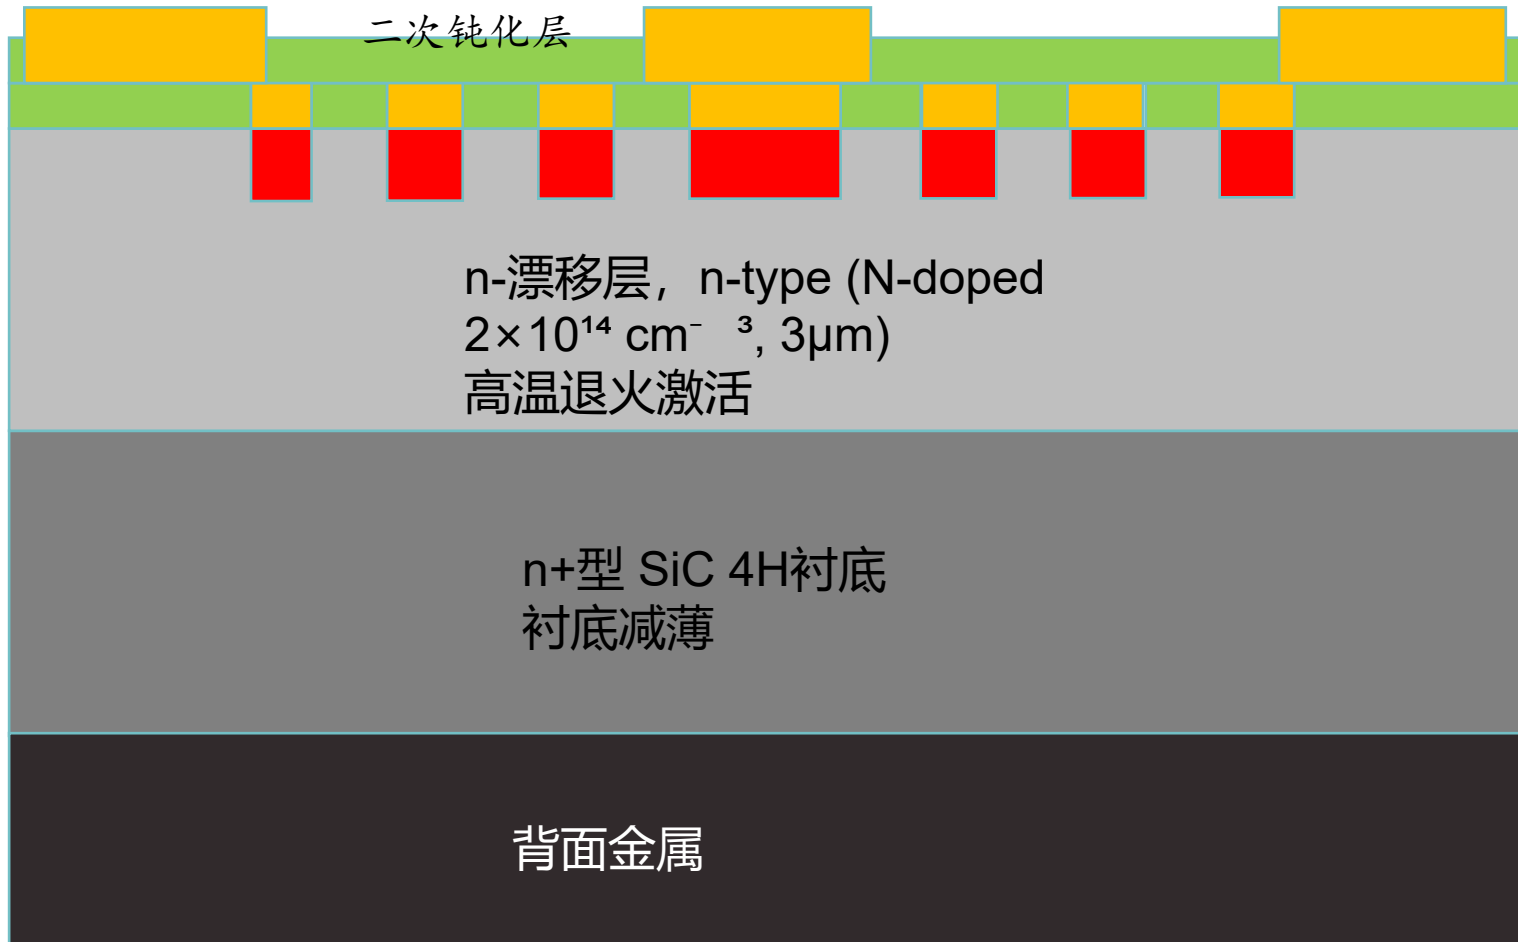 二次钝化层
n-漂移层，n-type (N-doped
2×10¹⁴ cm⁻ ³, 3μm)
高温退火激活
n+型 SiC 4H衬底
衬底减薄
背面金属